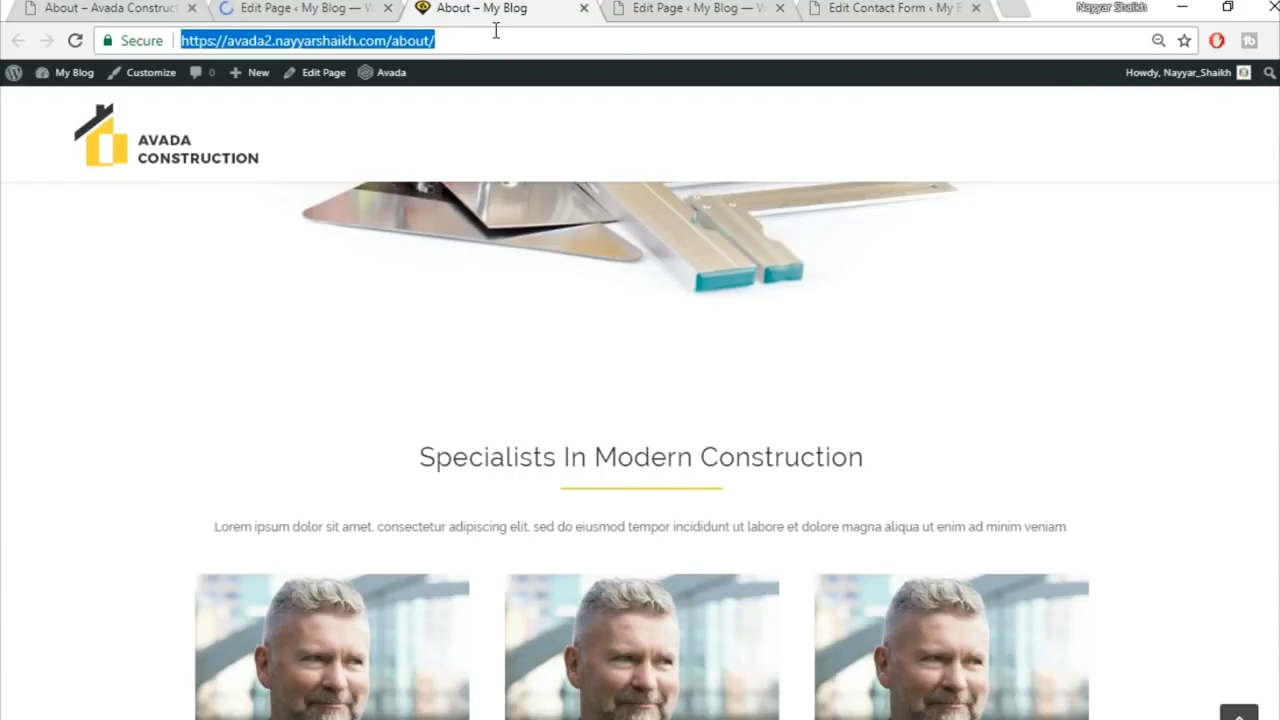 About – Avada Construct
Edit Page ‹ My Blog — W
About – My Blog
Edit Page ‹ My Blog — W
Edit Contact Form ‹ My B
Nayyar Shaikh
Secure
https://avada2.nayyarshaikh.com/about/
My Blog
Customize
0
New
Edit Page
Avada
Howdy, Nayyar_Shaikh
AVADA
CONSTRUCTION
Specialists In Modern Construction
Lorem ipsum dolor sit amet, consectetur adipiscing elit, sed do eiusmod tempor incididunt ut labore et dolore magna aliqua ut enim ad minim veniam.